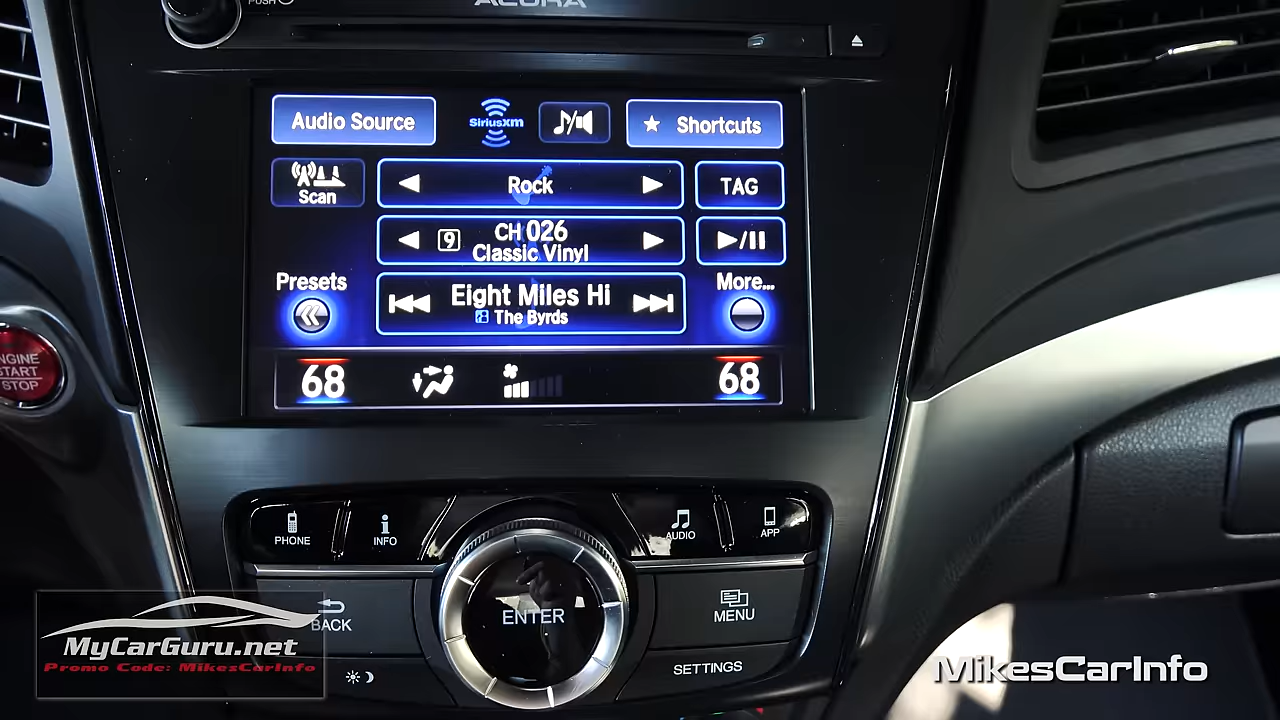 PUSH
ACURA
Audio Source
SiriusXM
Shortcuts
Scan
Rock
TAG
9
CH 026
Classic Vinyl
Presets
Eight Miles Hi
The Byrds
More...
68
68
ENGINE
START
STOP
PHONE
INFO
AUDIO
APP
BACK
ENTER
MENU
SETTINGS
MyCarGuru.net
Promo Code: MikesCarInfo
MikesCarInfo